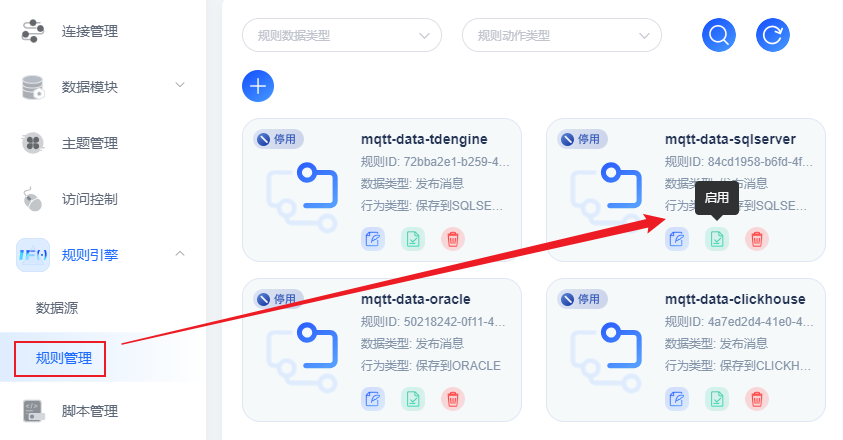 连接管理
数据模块
主题管理
访问控制
IF(·)
规则引擎
数据源
规则管理
脚本管理
规则数据类型
规则动作类型
停用
mqtt-data-tdengine
规则ID: 72bba2e1-b259-4...
数据类型: 发布消息
行为类型: 保存到SQLSE...
停用
mqtt-data-sqlserver
规则ID: 84cd1958-b6fd-4f...
数据类型: 发布消息
行为类型: 保存到SQLSE...
启用
停用
mqtt-data-oracle
规则ID: 50218242-0f11-4...
数据类型: 发布消息
行为类型: 保存到ORACLE
停用
mqtt-data-clickhouse
规则ID: 4a7ed2d4-41e0-4...
数据类型: 发布消息
行为类型: 保存到CLICKH...